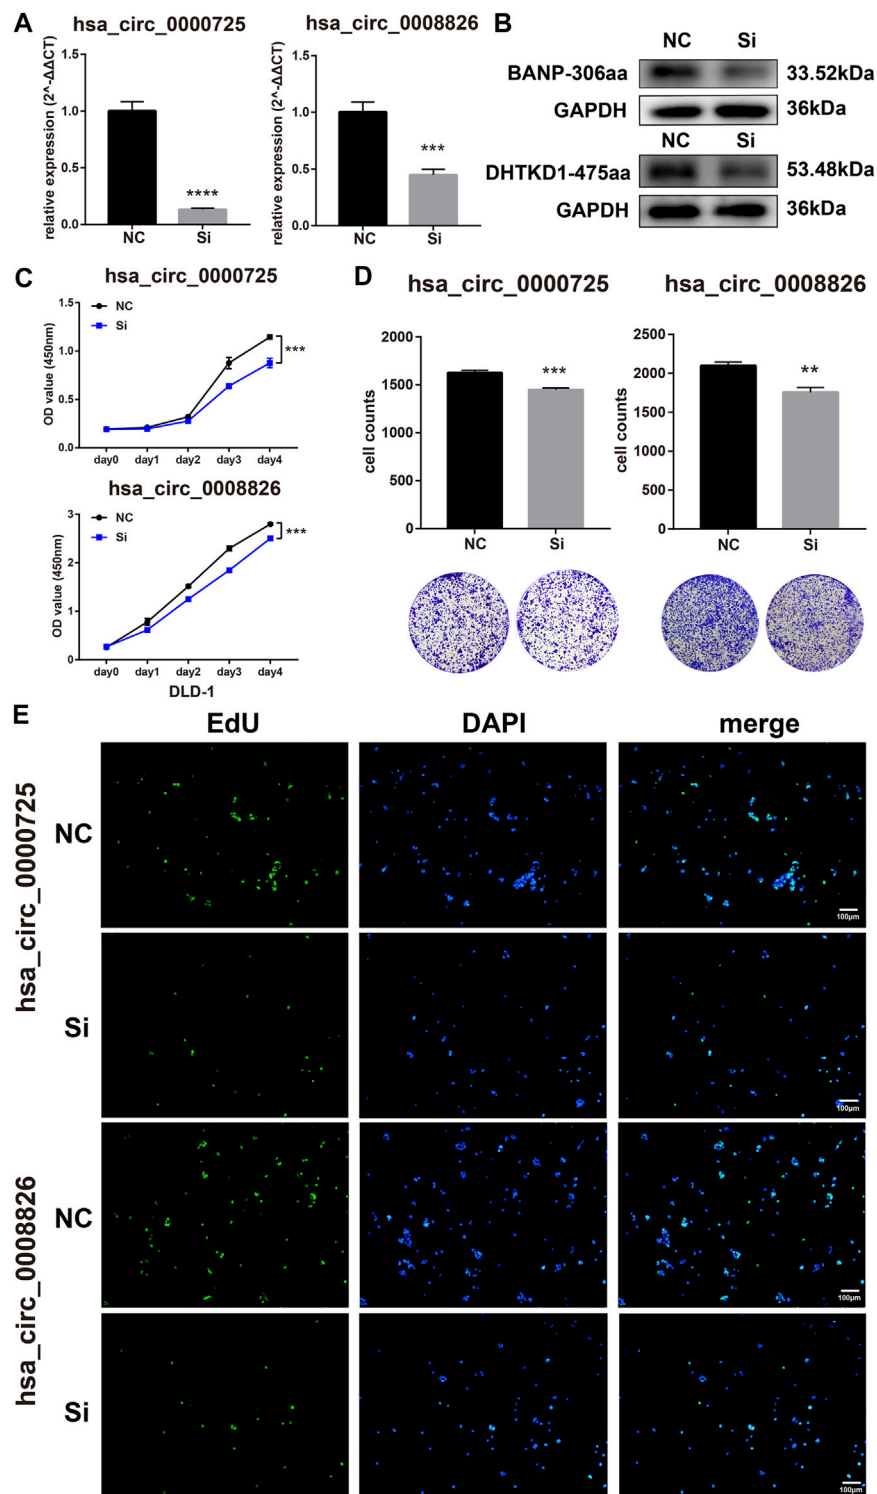 A
hsa_circ_0000725
relative expression (2^-ΔΔCT)
1.5
1.0
0.5
0.0
****
NC
Si
hsa_circ_0008826
relative expression (2^-ΔΔCT)
1.5
1.0
0.5
0.0
***
NC
Si
B
NC Si
BANP-306aa 33.52kDa
GAPDH 36kDa
NC Si
DHTKD1-475aa 53.48kDa
GAPDH 36kDa
C
hsa_circ_0000725
OD value (450nm)
1.5
1.0
0.5
0.0
NC
Si
***
day0 day1 day2 day3 day4
hsa_circ_0008826
OD value (450nm)
3
2
1
0
NC
Si
***
day0 day1 day2 day3 day4
DLD-1
D
hsa_circ_0000725
cell counts
2000
1500
1000
500
0
***
NC Si
hsa_circ_0008826
cell counts
2500
2000
1500
1000
500
0
**
NC Si
E
EdU DAPI merge
hsa_circ_0000725
NC
100μm
Si
100μm
hsa_circ_0008826
NC
100μm
Si
100μm